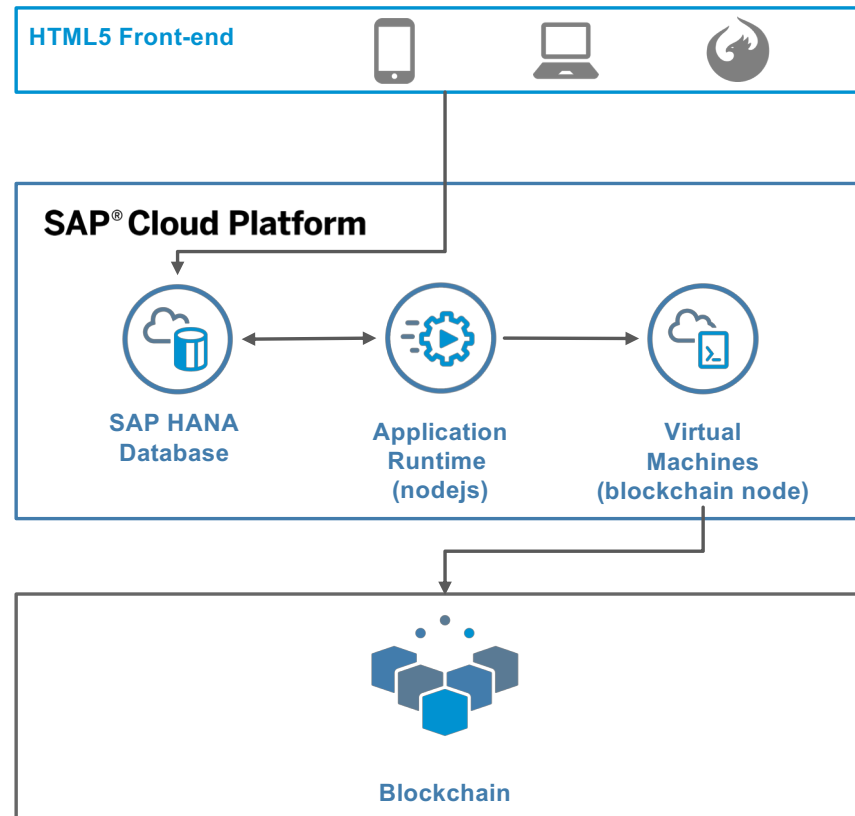 HTML5 Front-end
SAP® Cloud Platform
SAP HANA
Database
Application
Runtime
(nodejs)
Virtual
Machines
(blockchain node)
Blockchain